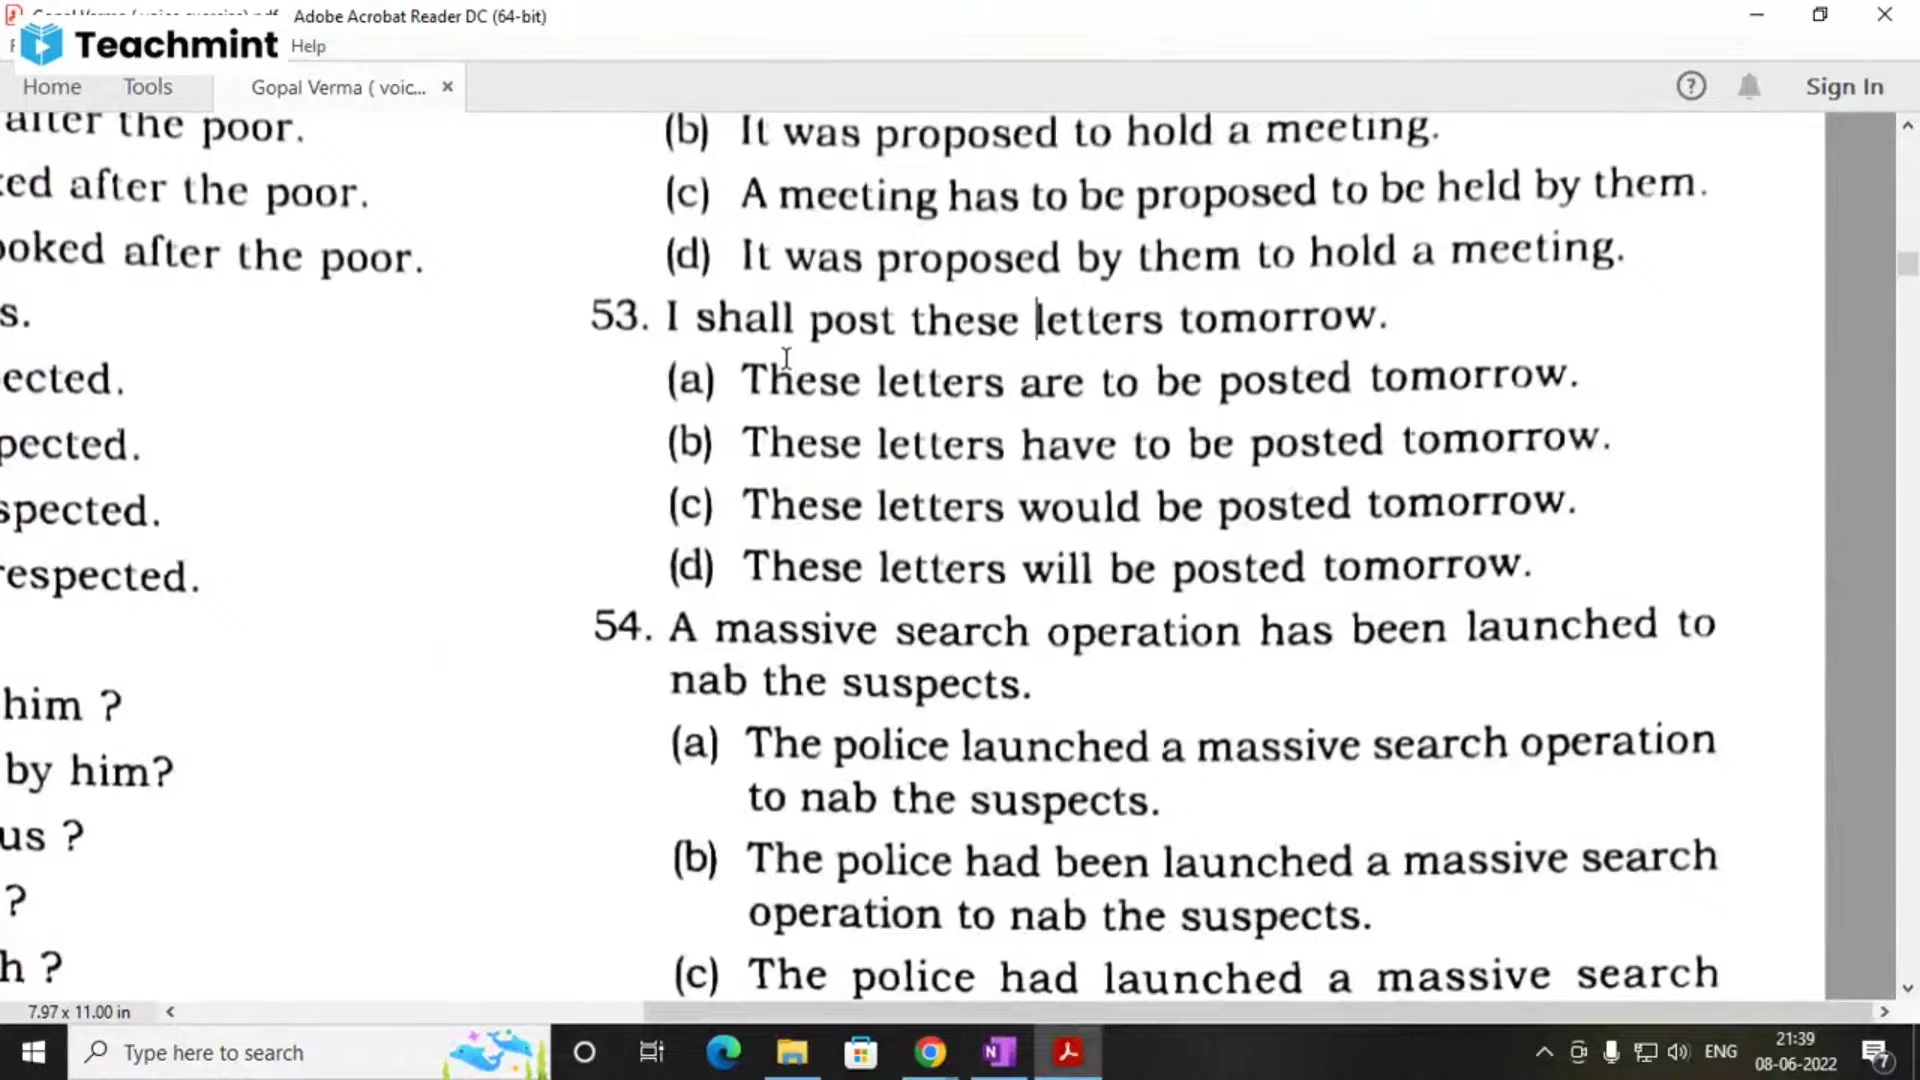 Adobe Acrobat Reader DC (64-bit)
Teachmint
Help
Home Tools Gopal Verma ( voic... × Sign In
after the poor.
ked after the poor.
ooked after the poor.
s.
ected.
pected.
spected.
respected.
him ?
by him?
us ?
?
h ?
(b) It was proposed to hold a meeting.
(c) A meeting has to be proposed to be held by them.
(d) It was proposed by them to hold a meeting.
53. I shall post these letters tomorrow.
(a) These letters are to be posted tomorrow.
(b) These letters have to be posted tomorrow.
(c) These letters would be posted tomorrow.
(d) These letters will be posted tomorrow.
54. A massive search operation has been launched to
nab the suspects.
(a) The police launched a massive search operation
to nab the suspects.
(b) The police had been launched a massive search
operation to nab the suspects.
(c) The police had launched a massive search
7.97 x 11.00 in
Type here to search
ENG
21:39
08-06-2022
7